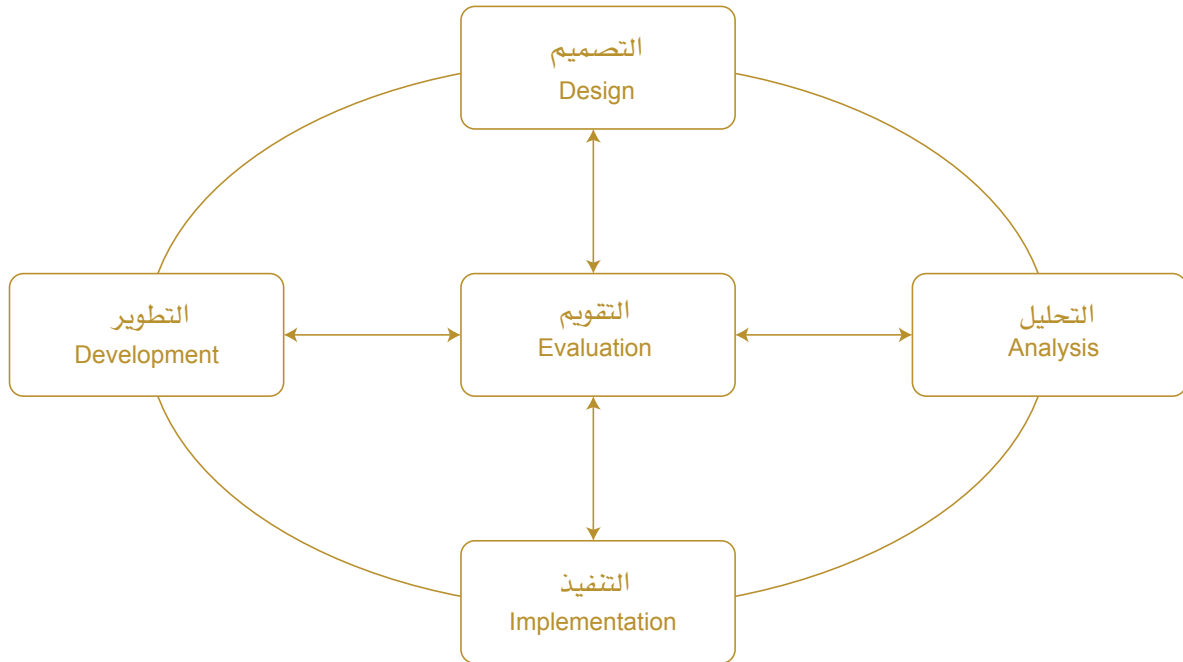 التصميم
Design
التحليل
Analysis
التقويم
Evaluation
التطوير
Development
التنفيذ
Implementation